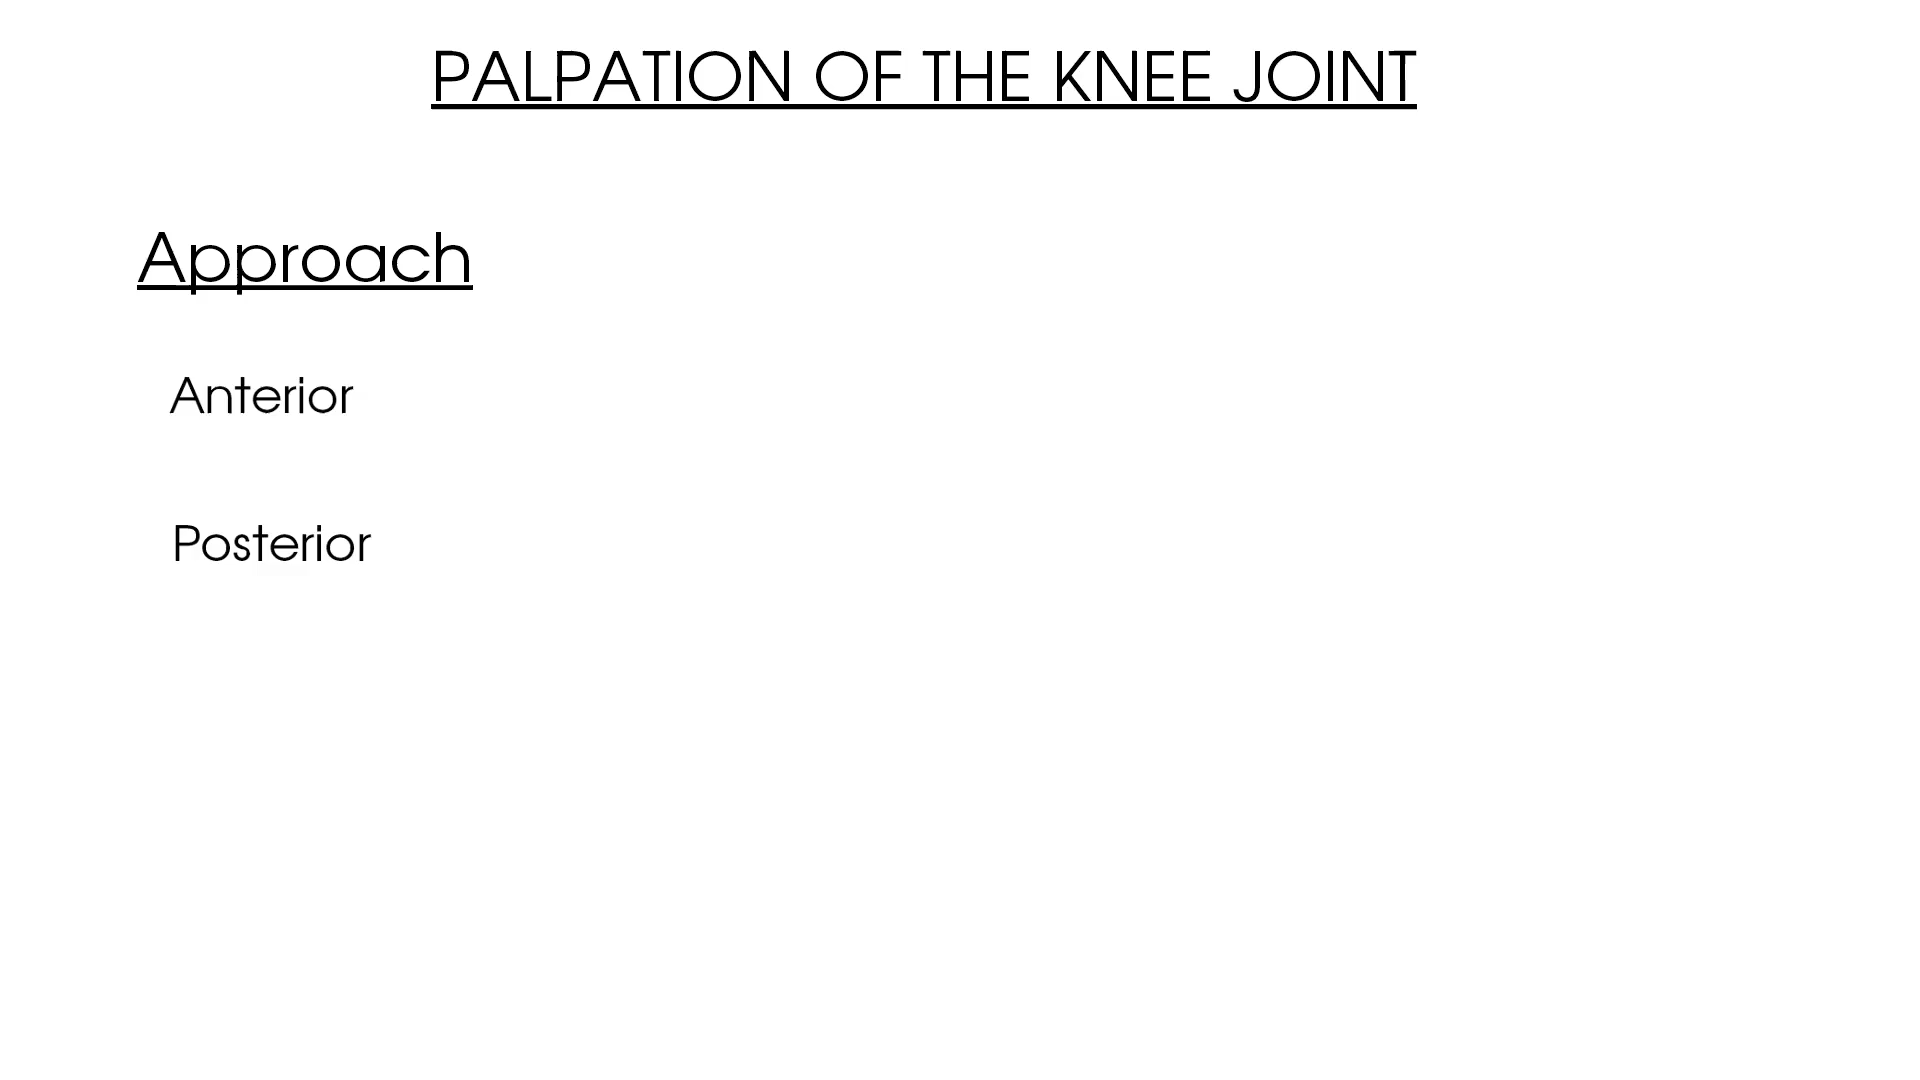 PALPATION OF THE KNEE JOINT
Approach
Anterior
Posterior